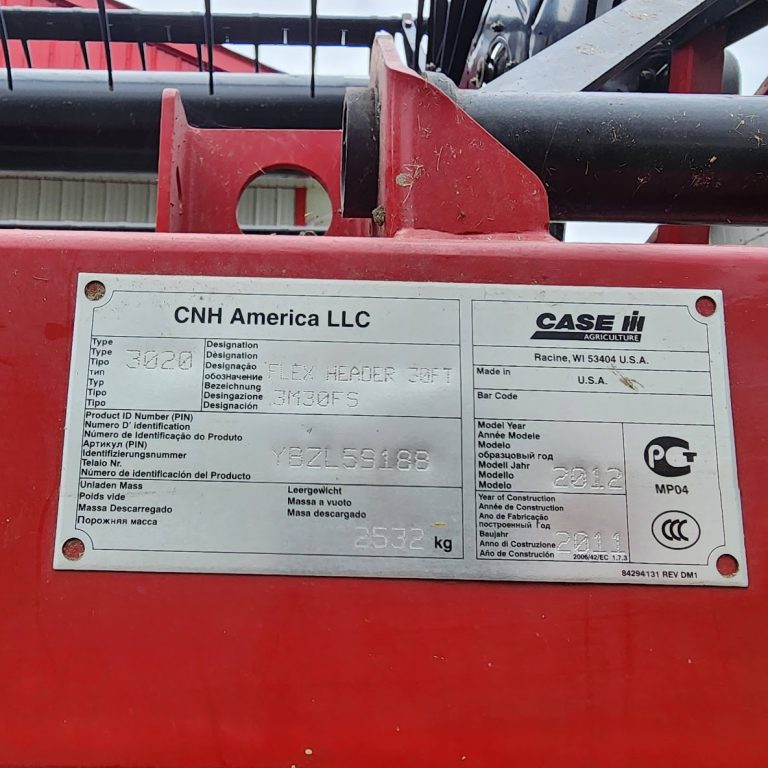 CNH America LLC
Type
Type
Tipo
тип
Typ
Tipo
Tipo
3020
Designation
Dèsignation
Designação
обозначение
Bezeichnung
Desingazione
Designación
FLEX HEADER 30FT
3M30FS
Product ID Number (PIN)
Numero D' identification
Número de Identificação do Produto
Артикул (PIN)
Identifizierungsnummer
Telaio Nr.
Número de identificación del Producto
YBZL59188
Unladen Mass
Poids vide
Massa Descarregado
Порожняя масса
Leergewicht
Massa a vuoto
Masa descargado
2532 kg
CASE IH
AGRICULTURE
Racine, WI 53404 U.S.A.
Made in
U.S.A.
Bar Code
Model Year
Année Modele
Modelo
образцовый год
Modell Jahr
Modello
Modelo
2012
Year of Construction
Année de Construction
Ano de Fabricação
построенный Год
Baujahr
Anno di Costruzione
Año de Construción
2011
2006/42/EC 1.7.3
РСТ
MP04
CCC
84294131 REV DM1